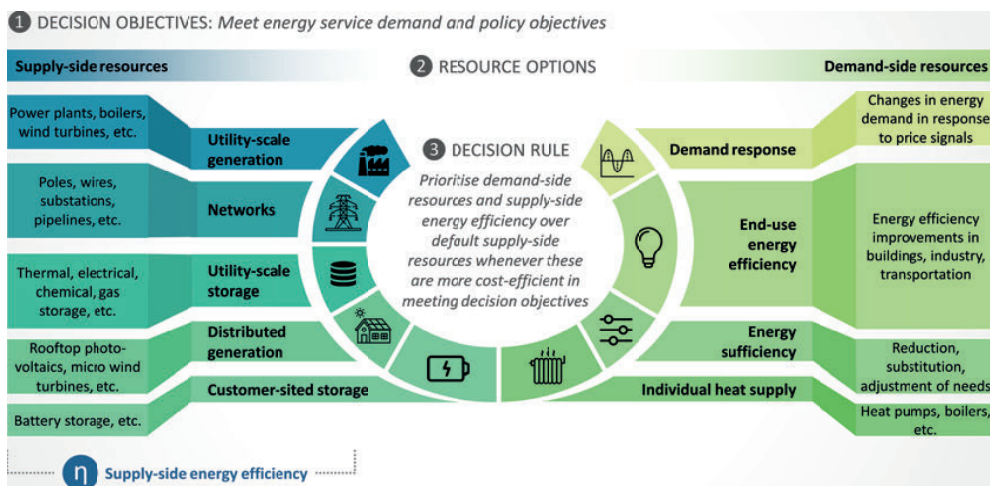 1 DECISION OBJECTIVES: Meet energy service demand and policy objectives
Supply-side resources
2 RESOURCE OPTIONS
Demand-side resources
Power plants, boilers,
wind turbines, etc.
Utility-scale
generation
Poles, wires,
substations,
pipelines, etc.
Networks
Thermal, electrical,
chemical, gas
storage, etc.
Utility-scale
storage
Rooftop photo-
voltaics, micro wind
turbines, etc.
Distributed
generation
Battery storage, etc.
Customer-sited storage
3 DECISION RULE
Prioritise demand-side
resources and supply-side
energy efficiency over
default supply-side
resources whenever these
are more cost-efficient in
meeting decision objectives
Demand response
Changes in energy
demand in response
to price signals
End-use
energy
efficiency
Energy efficiency
improvements in
buildings, industry,
transportation
Energy
sufficiency
Reduction,
substitution,
adjustment of needs
Individual heat supply
Heat pumps, boilers,
etc.
η Supply-side energy efficiency